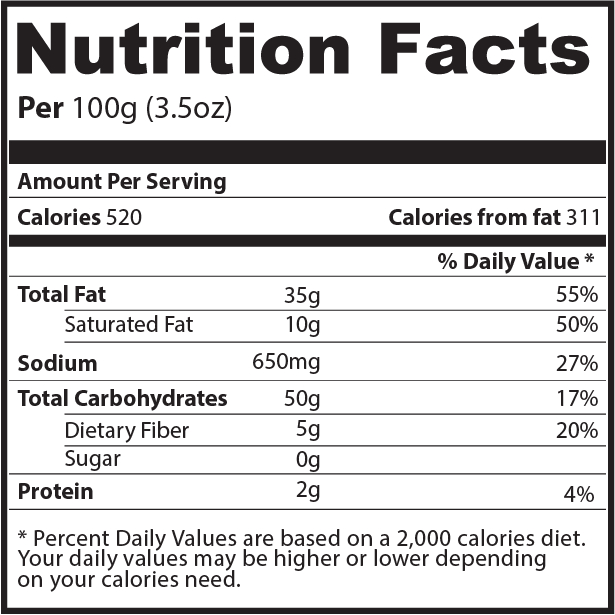 Nutrition Facts
Per 100g (3.5oz)
Amount Per Serving
Calories 520 Calories from fat 311
% Daily Value *
Total Fat 35g 55%
Saturated Fat 10g 50%
Sodium 650mg 27%
Total Carbohydrates 50g 17%
Dietary Fiber 5g 20%
Sugar 0g
Protein 2g 4%
* Percent Daily Values are based on a 2,000 calories diet.
Your daily values may be higher or lower depending
on your calories need.